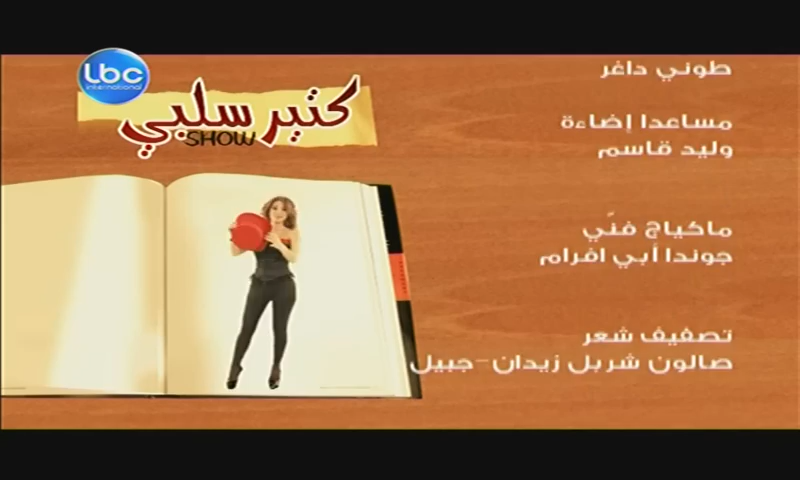 lbc
international
كتير سلبي
SHOW
طوني داغر
مساعدا إضاءة
وليد قاسم
ماكياج فنّي
جوندا أبي افرام
تصفيف شعر
صالون شربل زيدان-جبيل